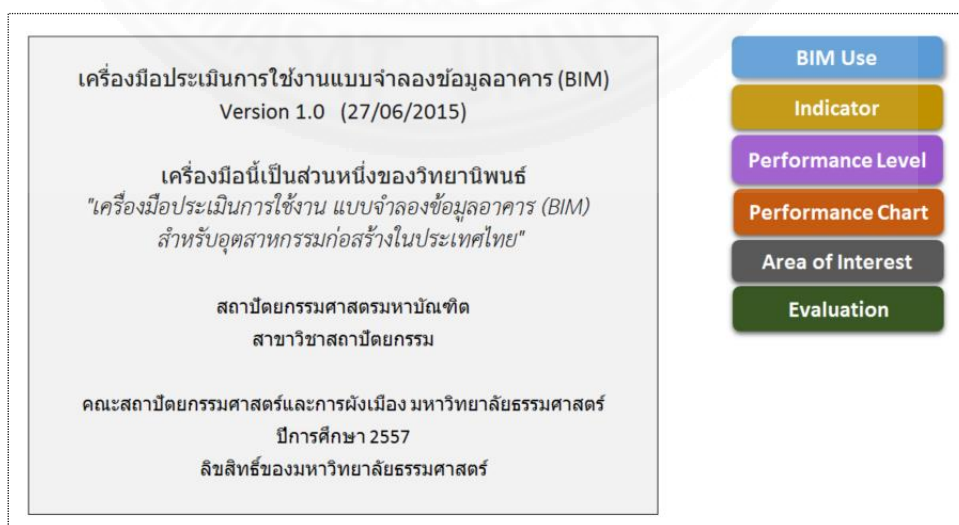 เครื่องมือประเมินการใช้งานแบบจำลองข้อมูลอาคาร (BIM)
Version 1.0 (27/06/2015)
เครื่องมือนี้เป็นส่วนหนึ่งของวิทยานิพนธ์
"เครื่องมือประเมินการใช้งาน แบบจำลองข้อมูลอาคาร (BIM)
สำหรับอุตสาหกรรมก่อสร้างในประเทศไทย"
สถาปัตยกรรมศาสตรมหาบัณฑิต
สาขาวิชาสถาปัตยกรรม
คณะสถาปัตยกรรมศาสตร์และการผังเมือง มหาวิทยาลัยธรรมศาสตร์
ปีการศึกษา 2557
ลิขสิทธิ์ของมหาวิทยาลัยธรรมศาสตร์
BIM Use
Indicator
Performance Level
Performance Chart
Area of Interest
Evaluation